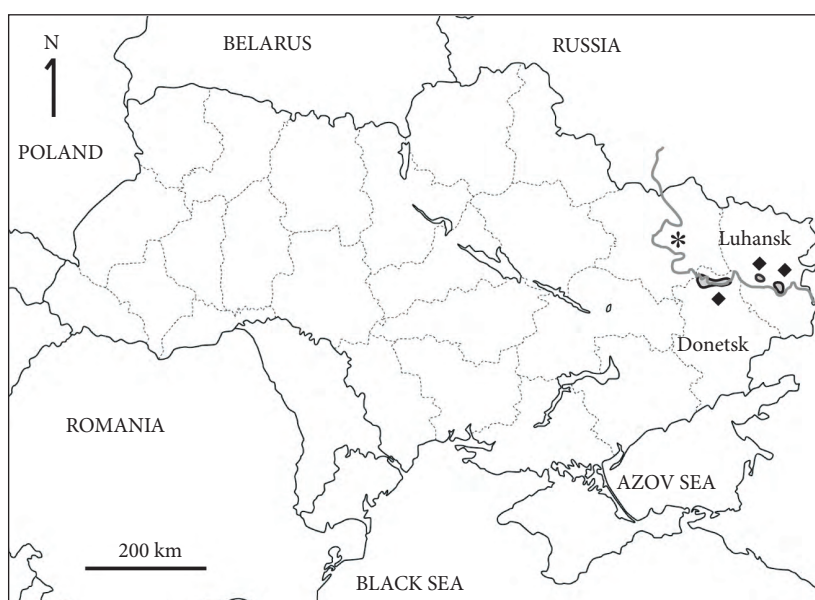 BELARUS
RUSSIA
N
POLAND
*
Luhansk
Donetsk
ROMANIA
AZOV SEA
200 km
BLACK SEA